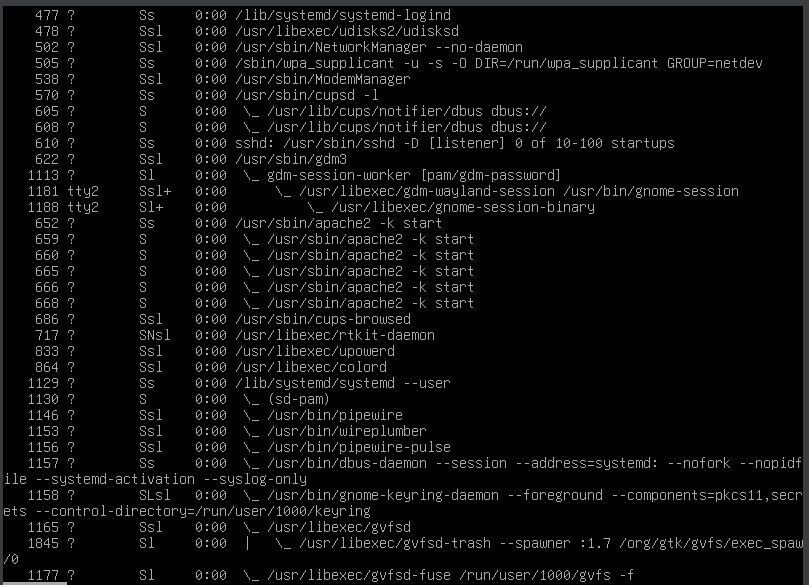 477 ? Ss 0:00 /lib/systemd/systemd-logind
478 ? Ssl 0:00 /usr/libexec/udisks2/udisksd
502 ? Ssl 0:00 /usr/sbin/NetworkManager --no-daemon
505 ? Ss 0:00 /sbin/wpa_supplicant -u -s -O DIR=/run/wpa_supplicant GROUP=netdev
538 ? Ssl 0:00 /usr/sbin/ModemManager
570 ? Ss 0:00 /usr/sbin/cupsd -l
605 ? S 0:00 \_ /usr/lib/cups/notifier/dbus dbus://
608 ? S 0:00 \_ /usr/lib/cups/notifier/dbus dbus://
610 ? Ss 0:00 sshd: /usr/sbin/sshd -D [listener] 0 of 10-100 startups
622 ? Ssl 0:00 /usr/sbin/gdm3
1113 ? Sl 0:00 \_ gdm-session-worker [pam/gdm-password]
1181 tty2 Ssl+ 0:00 \_ /usr/libexec/gdm-wayland-session /usr/bin/gnome-session
1188 tty2 Sl+ 0:00 \_ /usr/libexec/gnome-session-binary
652 ? Ss 0:00 /usr/sbin/apache2 -k start
659 ? S 0:00 \_ /usr/sbin/apache2 -k start
660 ? S 0:00 \_ /usr/sbin/apache2 -k start
665 ? S 0:00 \_ /usr/sbin/apache2 -k start
666 ? S 0:00 \_ /usr/sbin/apache2 -k start
668 ? S 0:00 \_ /usr/sbin/apache2 -k start
686 ? Ssl 0:00 /usr/sbin/cups-browsed
717 ? SNsl 0:00 /usr/libexec/rtkit-daemon
833 ? Ssl 0:00 /usr/libexec/upowerd
864 ? Ssl 0:00 /usr/libexec/colord
1129 ? Ss 0:00 /lib/systemd/systemd --user
1130 ? S 0:00 \_ (sd-pam)
1146 ? Ssl 0:00 \_ /usr/bin/pipewire
1153 ? Ssl 0:00 \_ /usr/bin/wireplumber
1156 ? Ssl 0:00 \_ /usr/bin/pipewire-pulse
1157 ? Ss 0:00 \_ /usr/bin/dbus-daemon --session --address=systemd: --nofork --nopidf
ile --systemd-activation --syslog-only
1158 ? SLsl 0:00 \_ /usr/bin/gnome-keyring-daemon --foreground --components=pkcs11,secr
ets --control-directory=/run/user/1000/keyring
1165 ? Ssl 0:00 \_ /usr/libexec/gvfsd
1845 ? Sl 0:00 | \_ /usr/libexec/gvfsd-trash --spawner :1.7 /org/gtk/gvfs/exec_spaw
/0
1177 ? Sl 0:00 \_ /usr/libexec/gvfsd-fuse /run/user/1000/gvfs -f